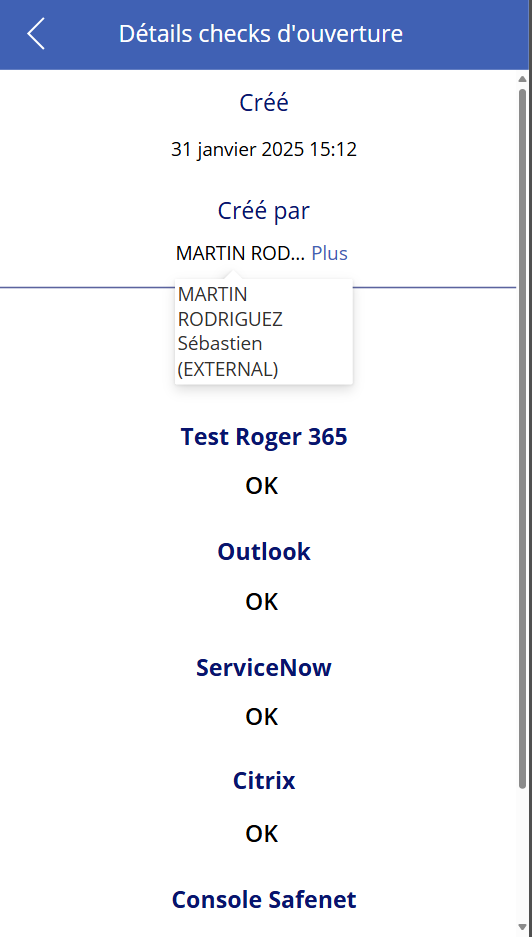 Détails checks d'ouverture
Créé
31 janvier 2025 15:12
Créé par
MARTIN ROD... Plus
MARTIN
RODRIGUEZ
Sébastien
(EXTERNAL)
Test Roger 365
OK
Outlook
OK
ServiceNow
OK
Citrix
OK
Console Safenet